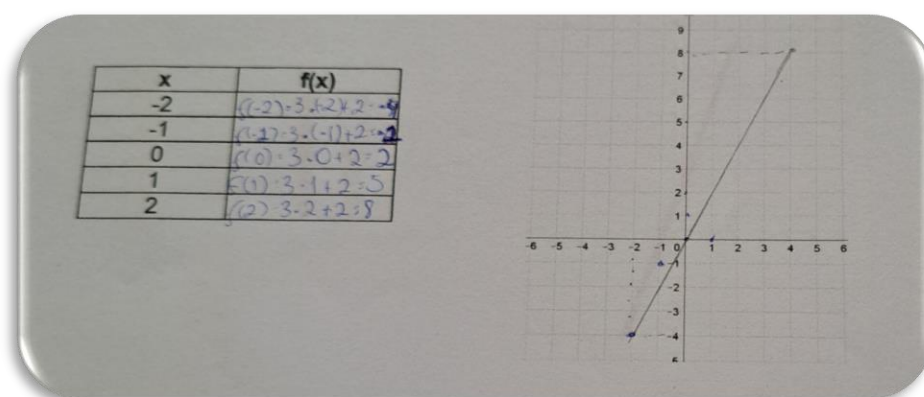 x f(x)
-2 f(-2)=3·(-2)+2=-4
-1 f(-1)=3·(-1)+2=-1
0 f(0)=3·0+2=2
1 f(1)=3·1+2=5
2 f(2)=3·2+2=8
9
8
7
6
5
4
3
2
1
-6 -5 -4 -3 -2 -1 0 1 2 3 4 5 6
-1
-2
-3
-4